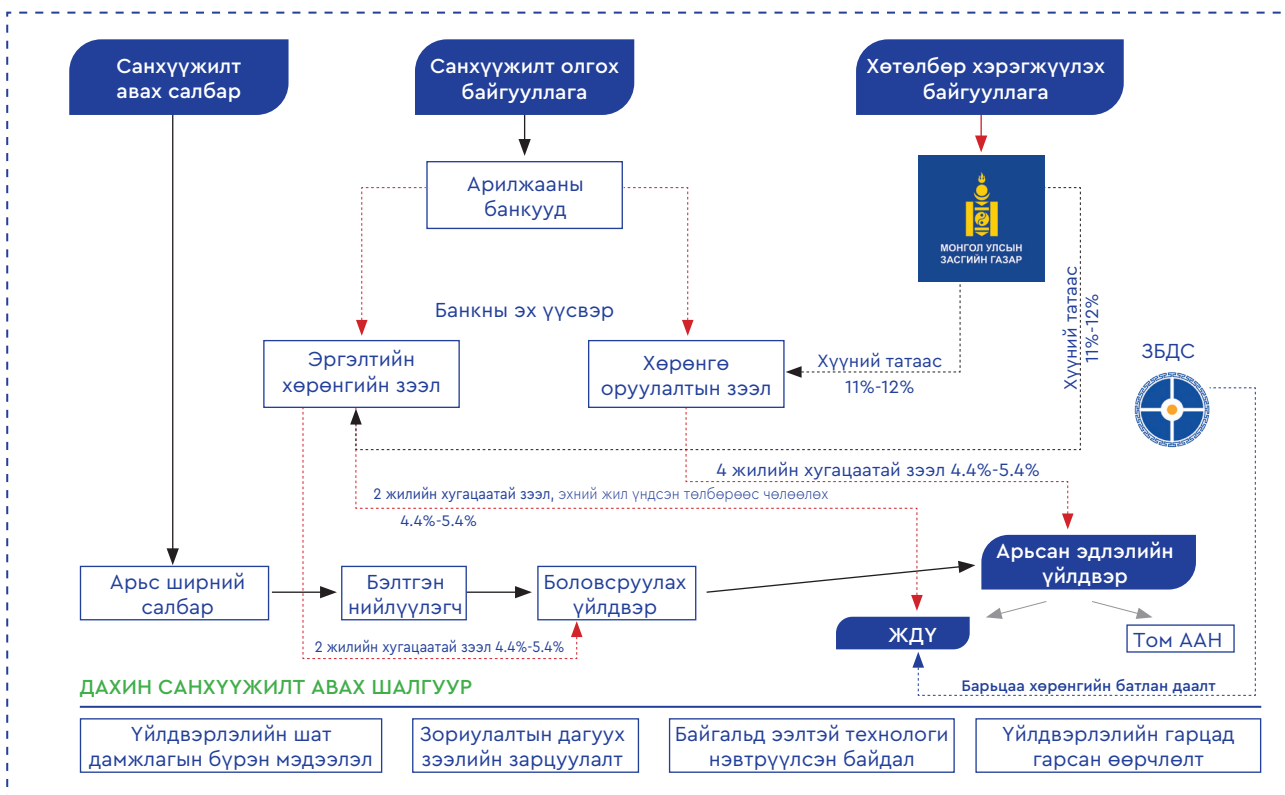 Санхүүжилт
авах салбар
Санхүүжилт олгох
байгууллага
Хөтөлбөр хэрэгжүүлэх
байгууллага
Арилжааны
банкууд
МОНГОЛ УЛСЫН
ЗАСГИЙН ГАЗАР
Хүүний татаас
11%-12%
Банкны эх үүсвэр
Эргэлтийн
хөрөнгийн зээл
Хөрөнгө
оруулалтын зээл
Хүүний татаас
11%-12%
ЗБДС
4 жилийн хугацаатай зээл 4.4%-5.4%
2 жилийн хугацаатай зээл, эхний жил үндсэн төлбөрөөс чөлөөлөх
4.4%-5.4%
Арьс ширний
салбар
Бэлтгэн
нийлүүлэгч
Боловсруулах
үйлдвэр
Арьсан эдлэлийн
үйлдвэр
ЖДҮ
Том ААН
2 жилийн хугацаатай зээл 4.4%-5.4%
Барьцаа хөрөнгийн батлан даалт
ДАХИН САНХҮҮЖИЛТ АВАХ ШАЛГУУР
Үйлдвэрлэлийн шат
дамжлагын бүрэн мэдээлэл
Зориулалтын дагуух
зээлийн зарцуулалт
Байгальд ээлтэй технологи
нэвтрүүлсэн байдал
Үйлдвэрлэлийн гарцад
гарсан өөрчлөлт